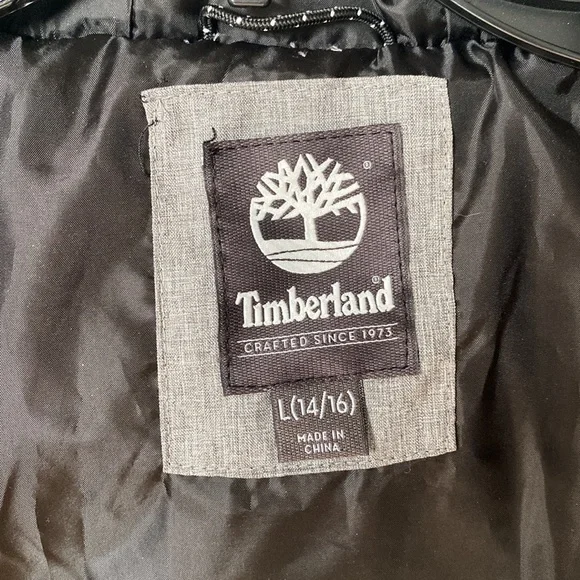 ®
Timberland®
CRAFTED SINCE 1973
L(14/16)
MADE IN
CHINA